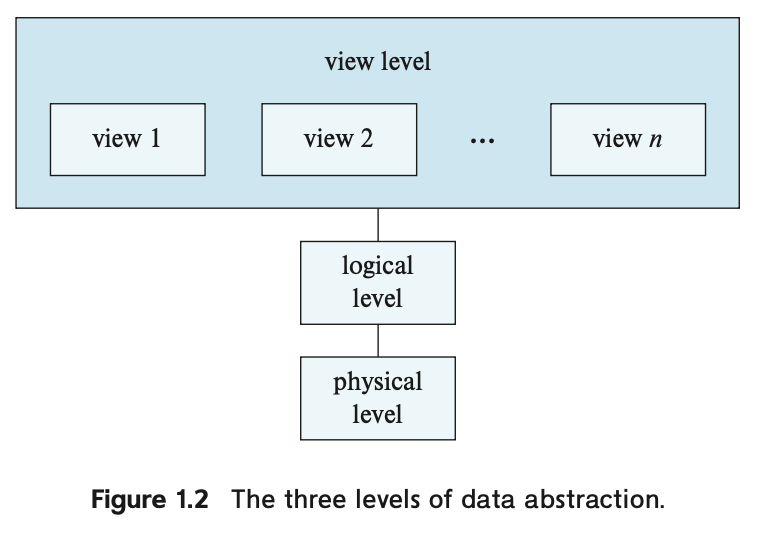 view level
view 1
view 2
...
view n
logical
level
physical
level
Figure 1.2 The three levels of data abstraction.